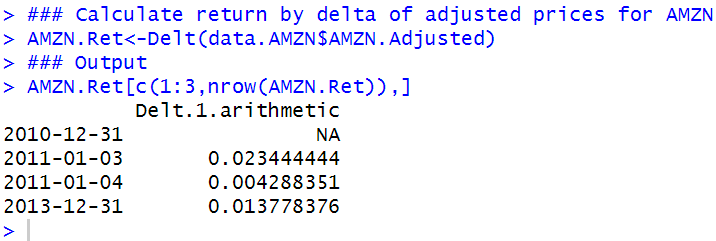 > ### Calculate return by delta of adjusted prices for AMZN
> AMZN.Ret<-Delt(data.AMZN$AMZN.Adjusted)
> ### Output
> AMZN.Ret[c(1:3,nrow(AMZN.Ret)),]
           Delt.1.arithmetic
2010-12-31                NA
2011-01-03       0.023444444
2011-01-04       0.004288351
2013-12-31       0.013778376
>